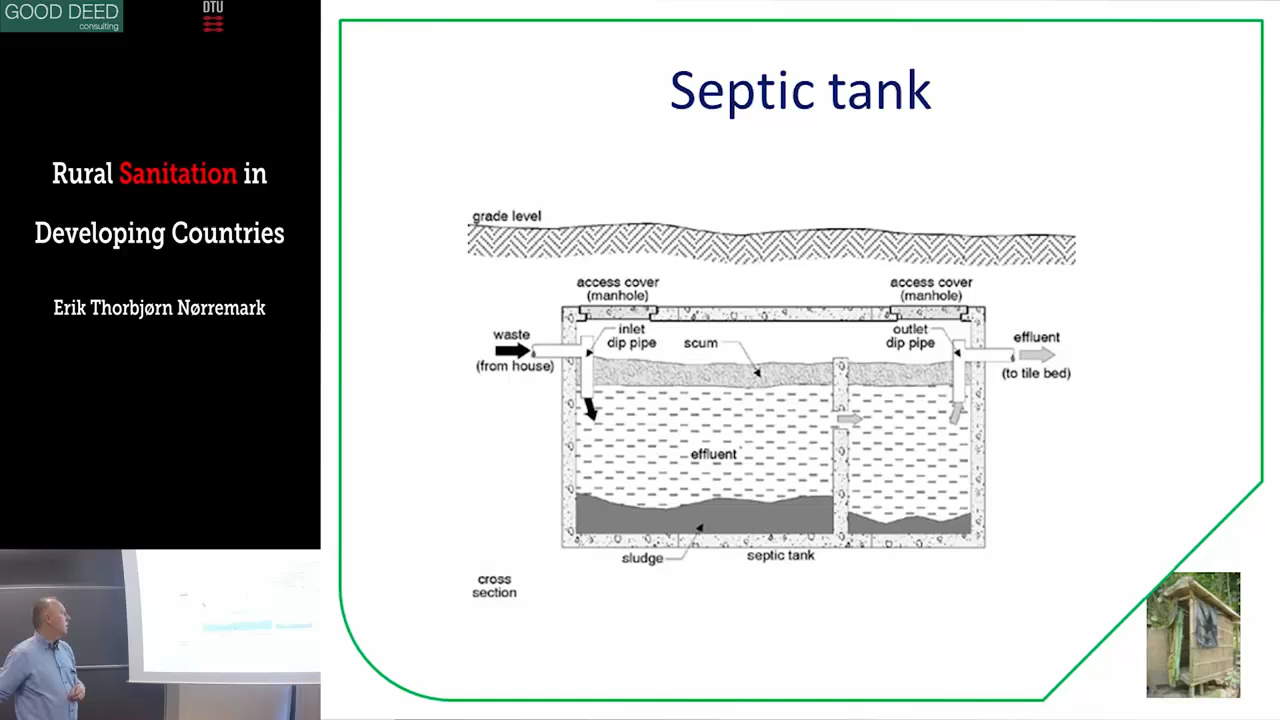 GOOD DEED
consulting
DTU
Rural Sanitation in
Developing Countries
Erik Thorbjørn Nørremark
Septic tank
grade level
access cover
(manhole)
access cover
(manhole)
waste
(from house)
inlet
dip pipe
scum
outlet
dip pipe
effluent
(to tile bed)
effluent
sludge
septic tank
cross
section